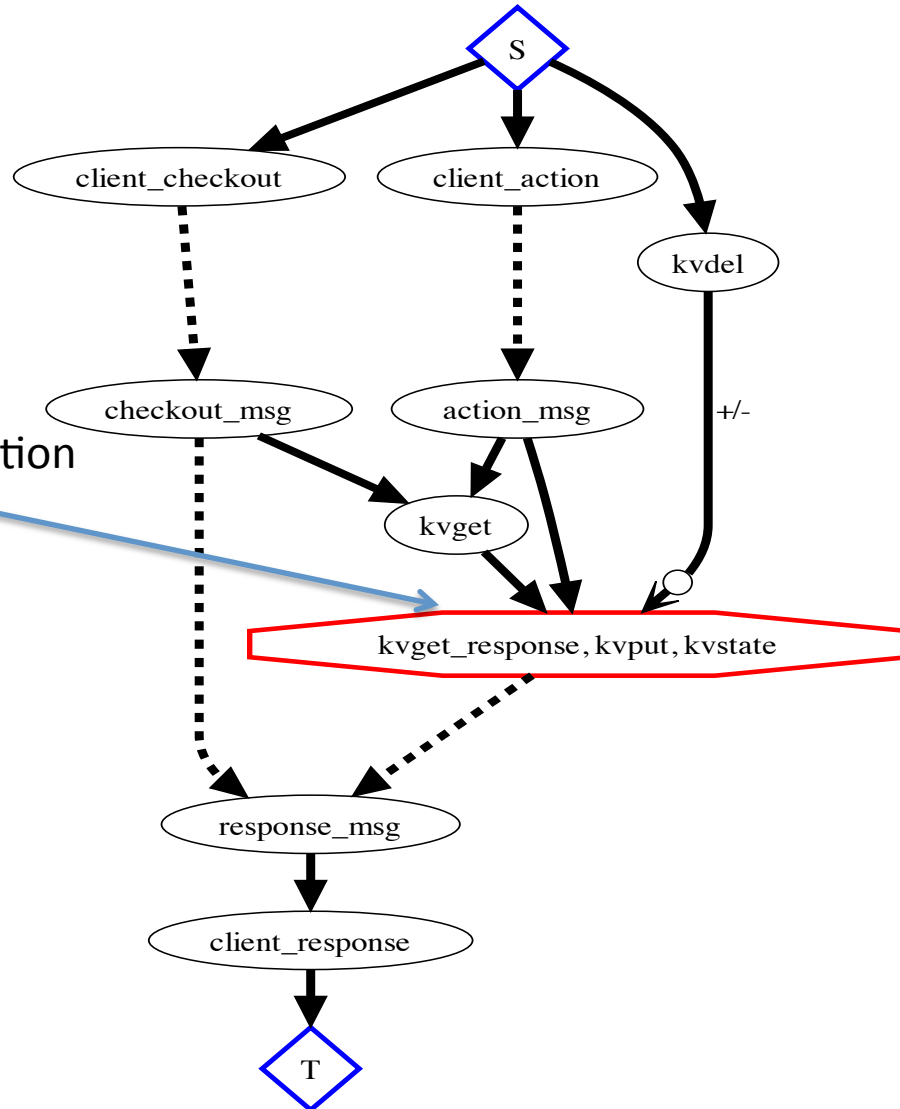 S
client_checkout
client_action
kvdel
checkout_msg
action_msg
+/-
tion
kvget
kvget_response, kvput, kvstate
response_msg
client_response
T